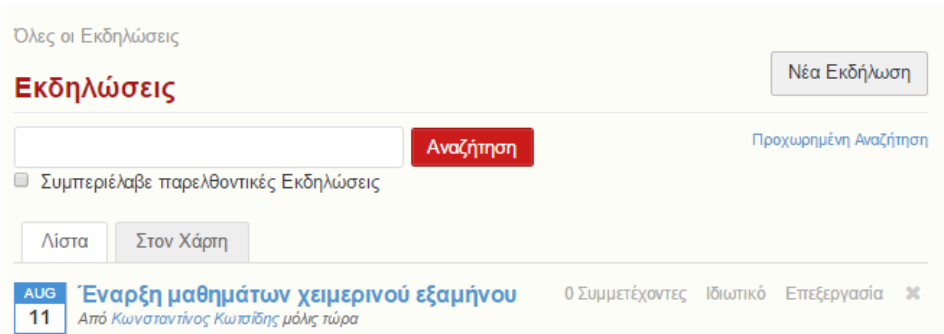 Όλες οι Εκδηλώσεις
Νέα Εκδήλωση
Εκδηλώσεις
Αναζήτηση
Προχωρημένη Αναζήτηση
Συμπεριέλαβε παρελθοντικές Εκδηλώσεις
Λίστα Στον Χάρτη
AUG Έναρξη μαθημάτων χειμερινού εξαμήνου 0 Συμμετέχοντες Ιδιωτικό Επεξεργασία ✖
11 Από Κωνσταντίνος Κωτσίδης μόλις τώρα